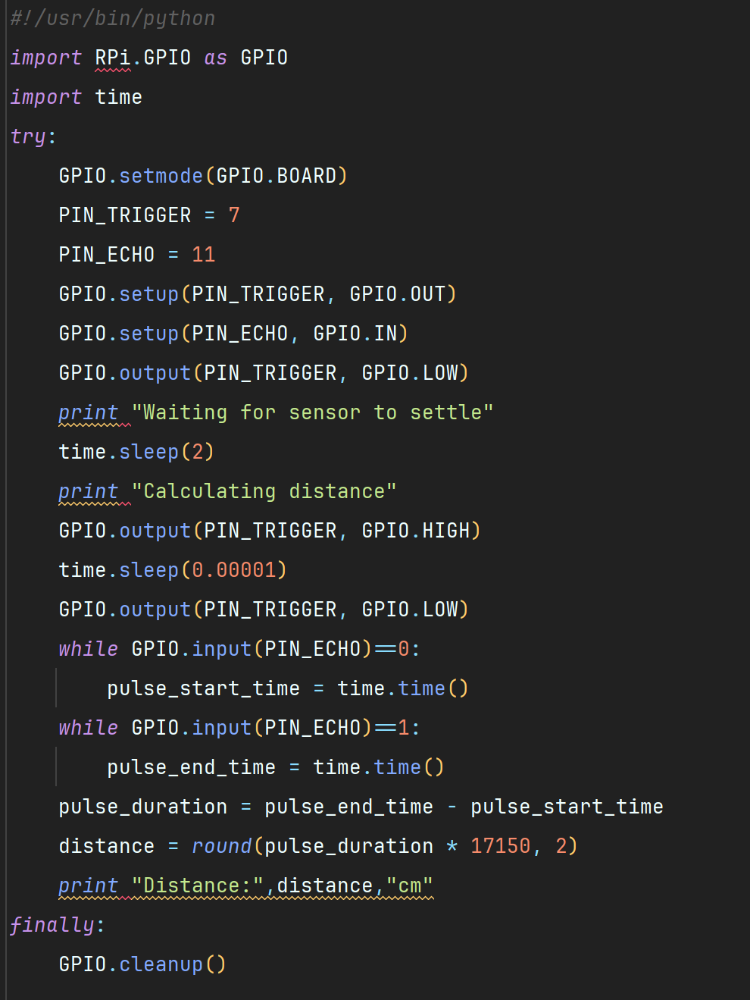 #!/usr/bin/python
import RPi.GPIO as GPIO
import time
try:
    GPIO.setmode(GPIO.BOARD)
    PIN_TRIGGER = 7
    PIN_ECHO = 11
    GPIO.setup(PIN_TRIGGER, GPIO.OUT)
    GPIO.setup(PIN_ECHO, GPIO.IN)
    GPIO.output(PIN_TRIGGER, GPIO.LOW)
    print "Waiting for sensor to settle"
    time.sleep(2)
    print "Calculating distance"
    GPIO.output(PIN_TRIGGER, GPIO.HIGH)
    time.sleep(0.00001)
    GPIO.output(PIN_TRIGGER, GPIO.LOW)
    while GPIO.input(PIN_ECHO)==0:
        pulse_start_time = time.time()
    while GPIO.input(PIN_ECHO)==1:
        pulse_end_time = time.time()
    pulse_duration = pulse_end_time - pulse_start_time
    distance = round(pulse_duration * 17150, 2)
    print "Distance:",distance,"cm"
finally:
    GPIO.cleanup()